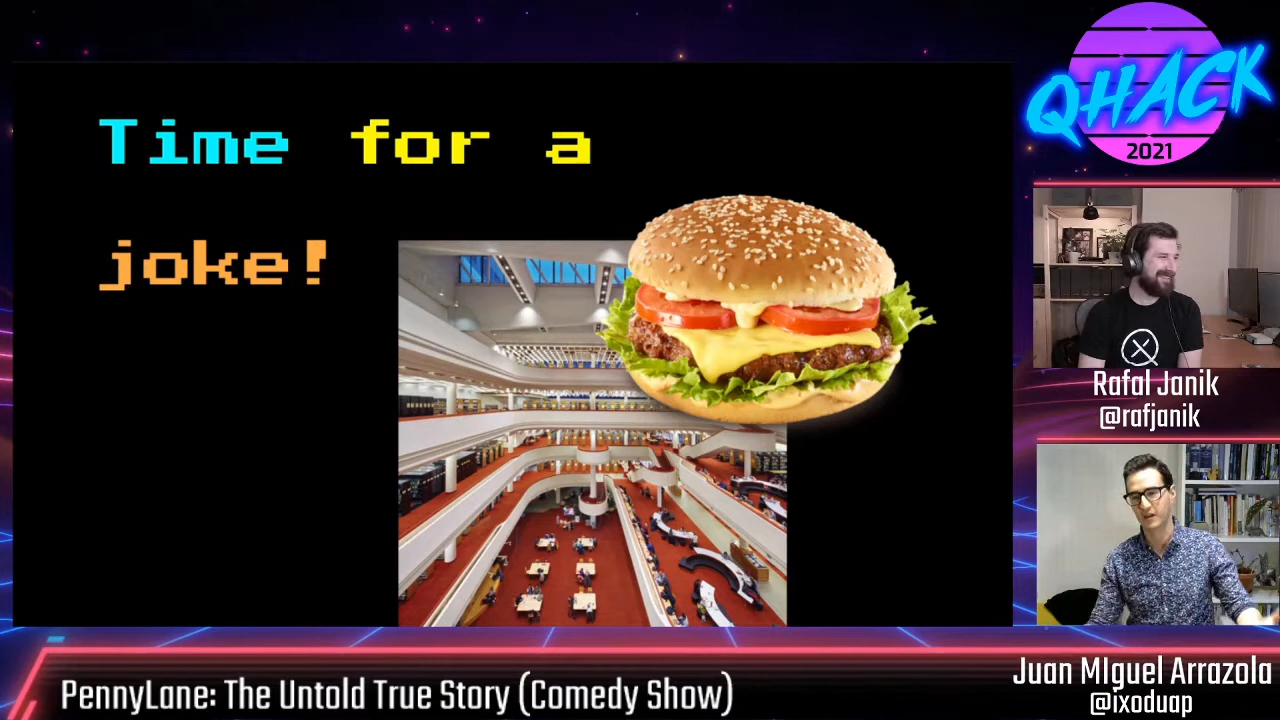 Time for a
joke!
QHACK
2021
Rafal Janik
@rafjanik
PennyLane: The Untold True Story (Comedy Show)
Juan MIguel Arrazola
@ixoduap